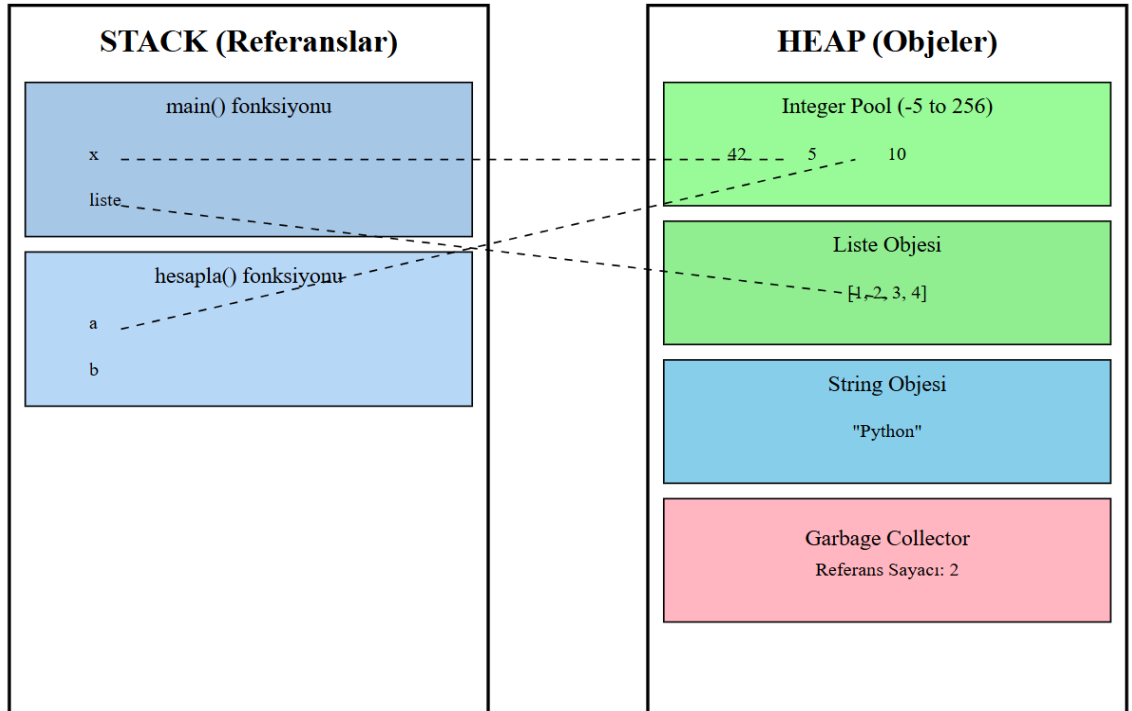 STACK (Referanslar)
main() fonksiyonu
x
liste
hesapla() fonksiyonu
a
b
HEAP (Objeler)
Integer Pool (-5 to 256)
42 5 10
Liste Objesi
[1, 2, 3, 4]
String Objesi
"Python"
Garbage Collector
Referans Sayacı: 2